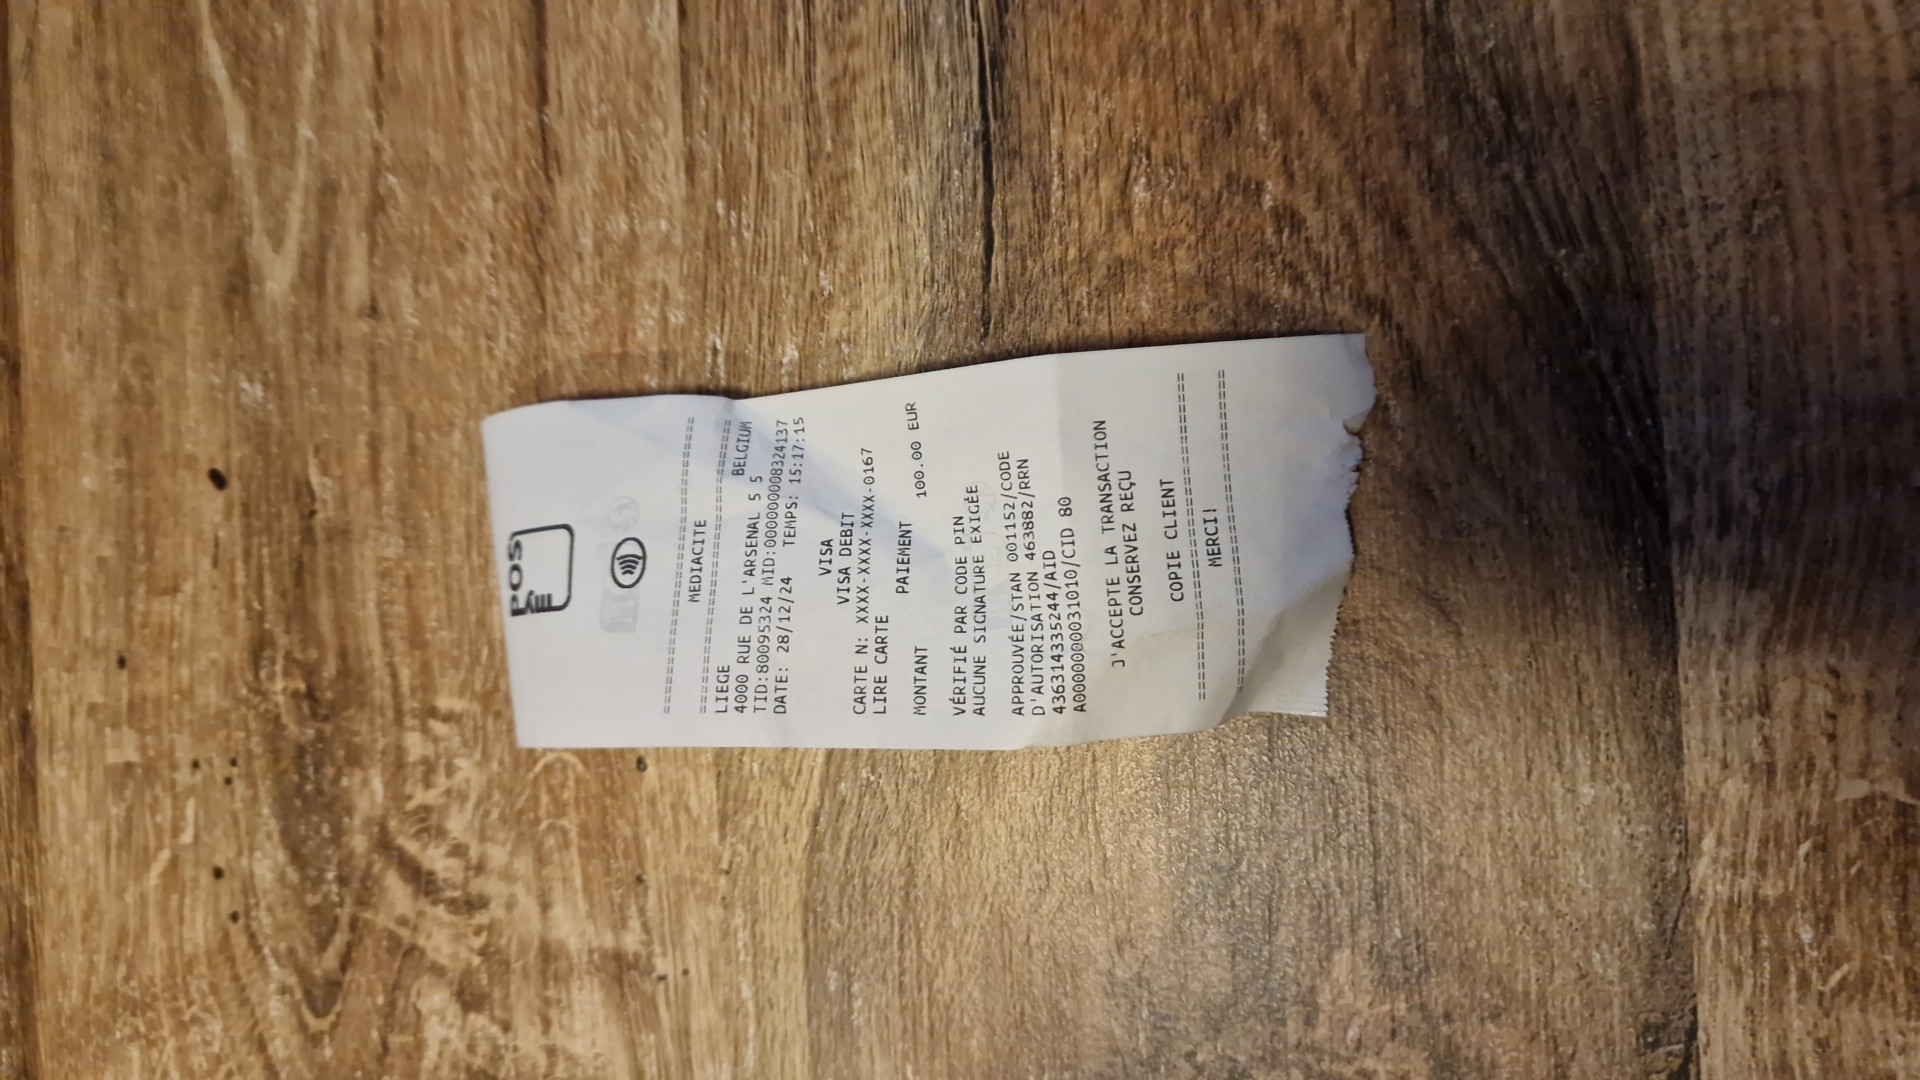 POS
MEDIACITE
LIEGE
4000 RUE DE L'ARSENAL 5 5 BELGIUM
TID:80095324 MID:000000008324137
DATE: 28/12/24 TEMPS: 15:17:15
VISA
VISA DEBIT
CARTE N: XXXX-XXXX-XXXX-0167
LIRE CARTE
PAIEMENT
MONTANT 100.00 EUR
VÉRIFIÉ PAR CODE PIN
AUCUNE SIGNATURE EXIGÉE
APPROUVÉE/STAN 001152/CODE
D'AUTORISATION 463882/RRN
436314335244/AID
A0000000031010/CID 80
J'ACCEPTE LA TRANSACTION
CONSERVEZ REÇU
COPIE CLIENT
MERCI!